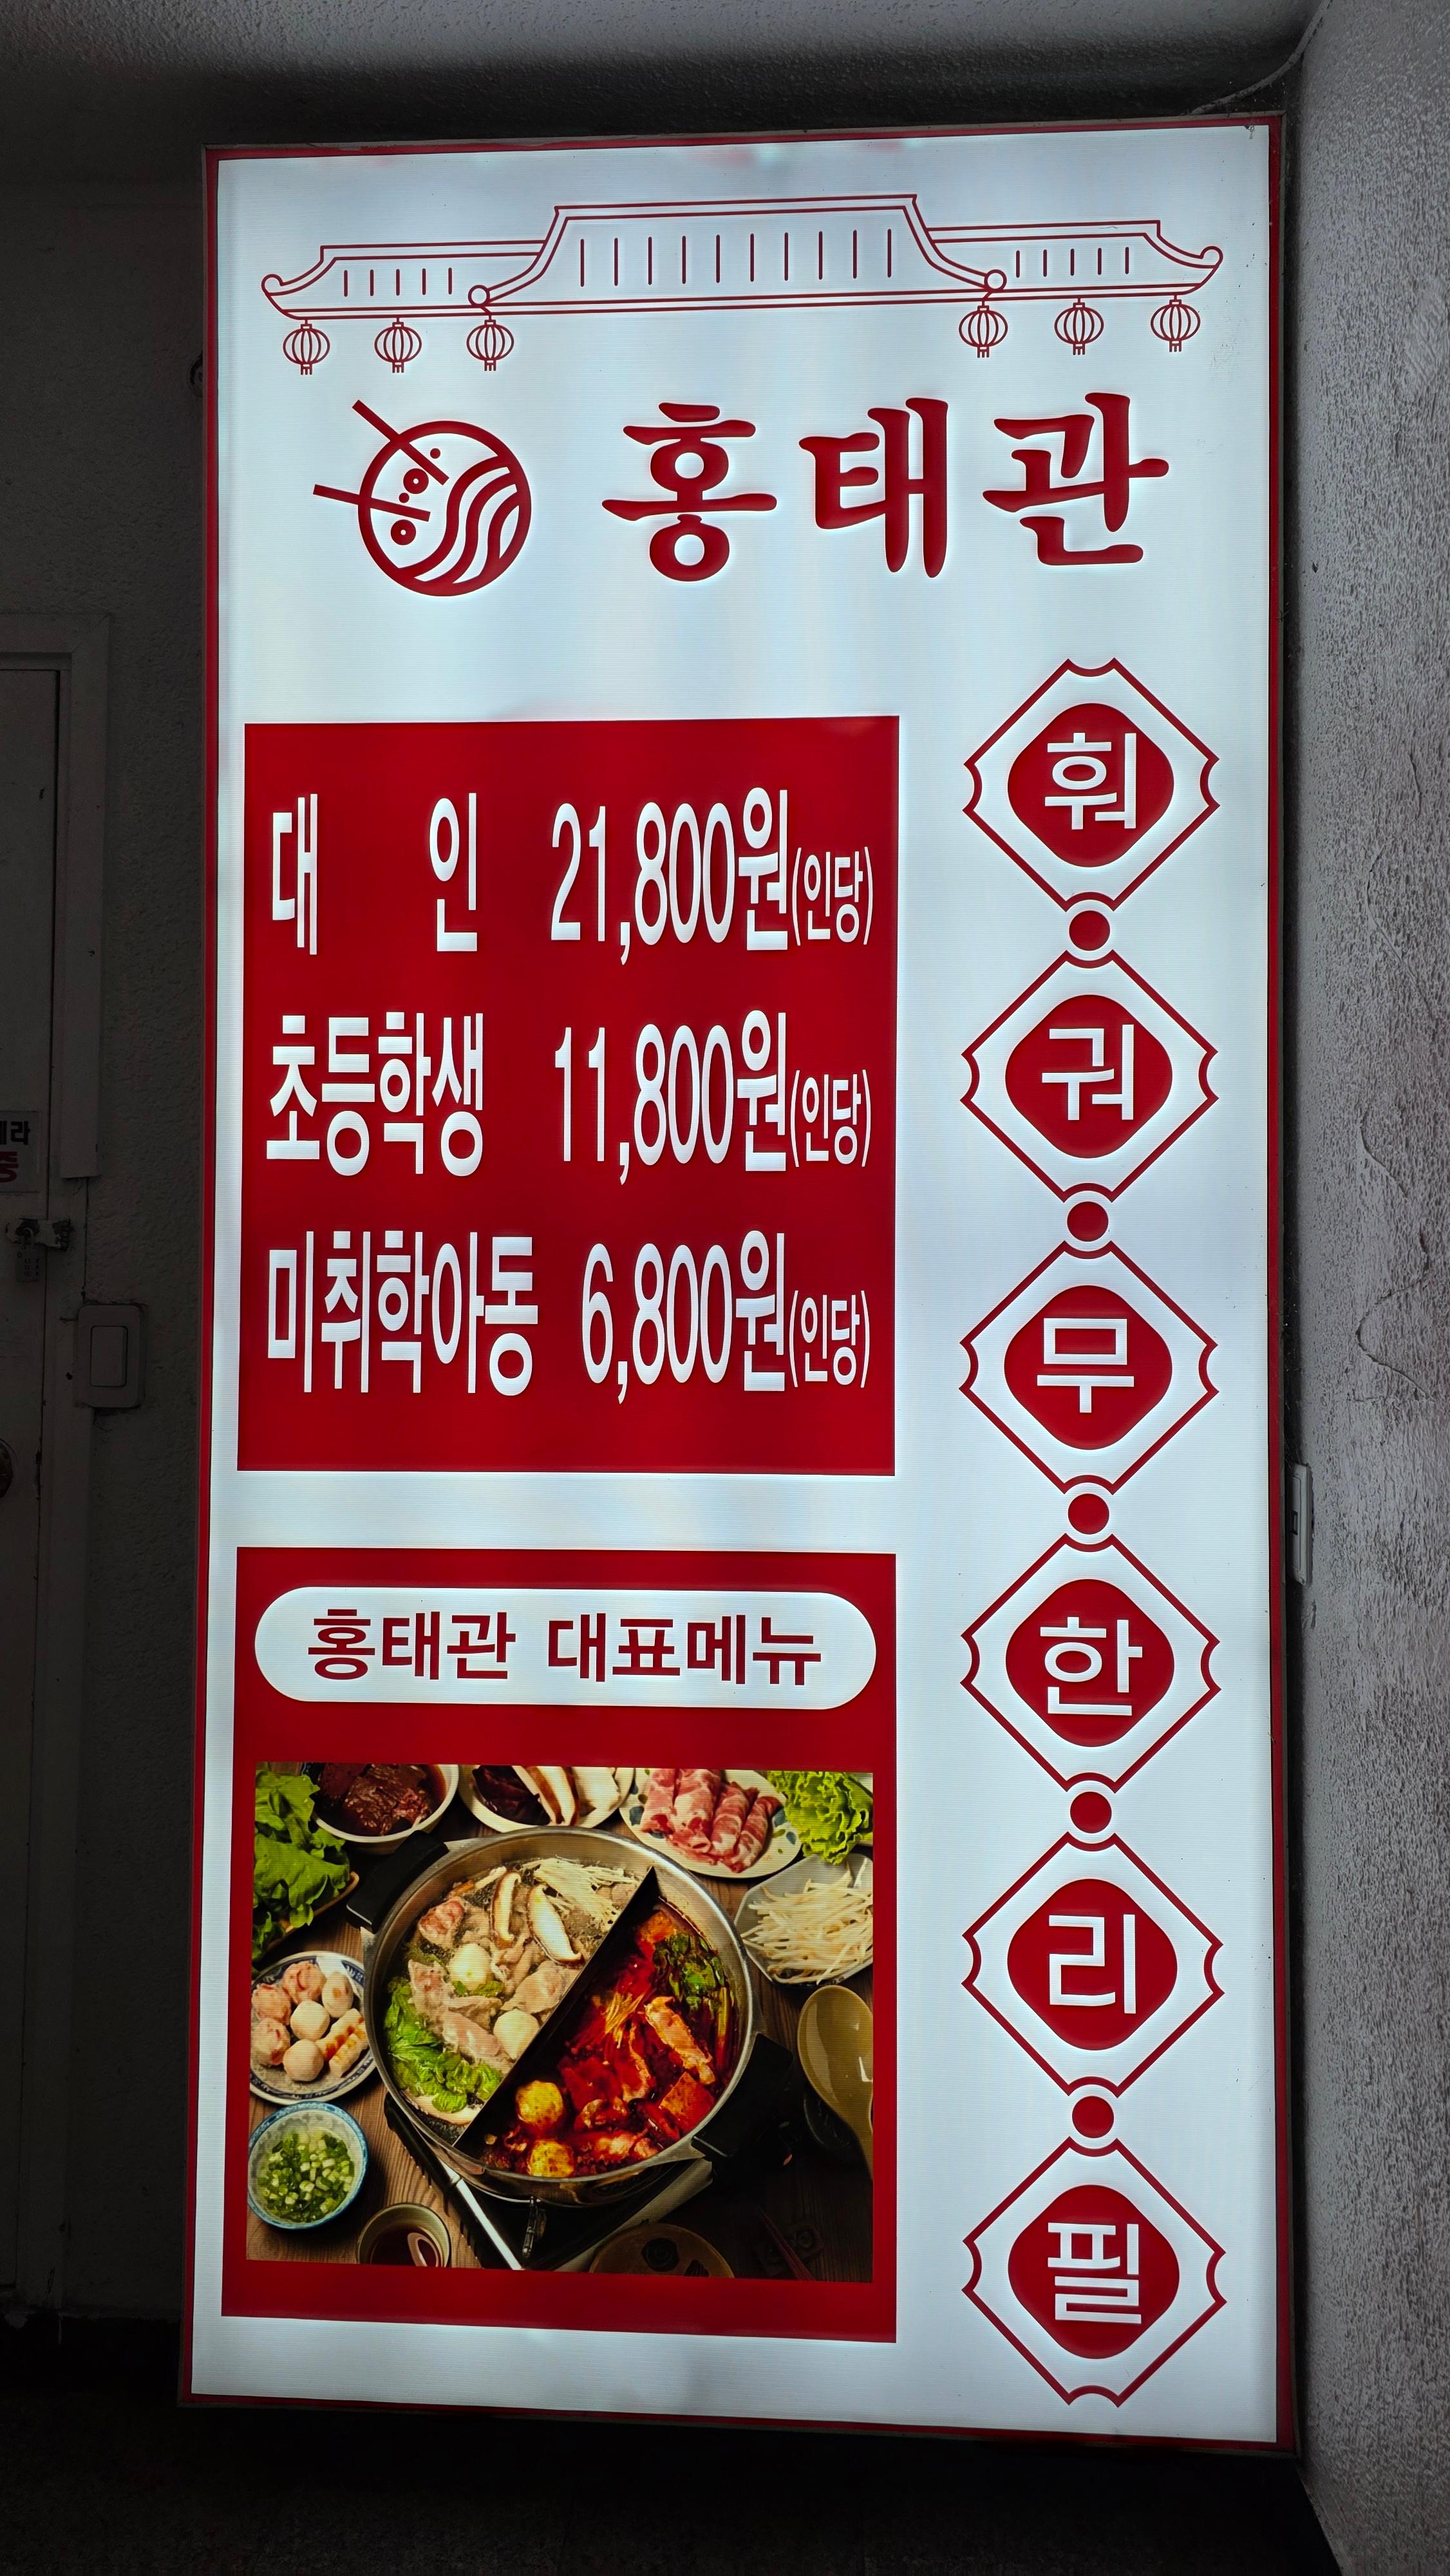 홍태관
대 인 21,800원(인당)
초등학생 11,800원(인당)
미취학아동 6,800원(인당)
홍태관 대표메뉴
훠
궈
무
한
리
필